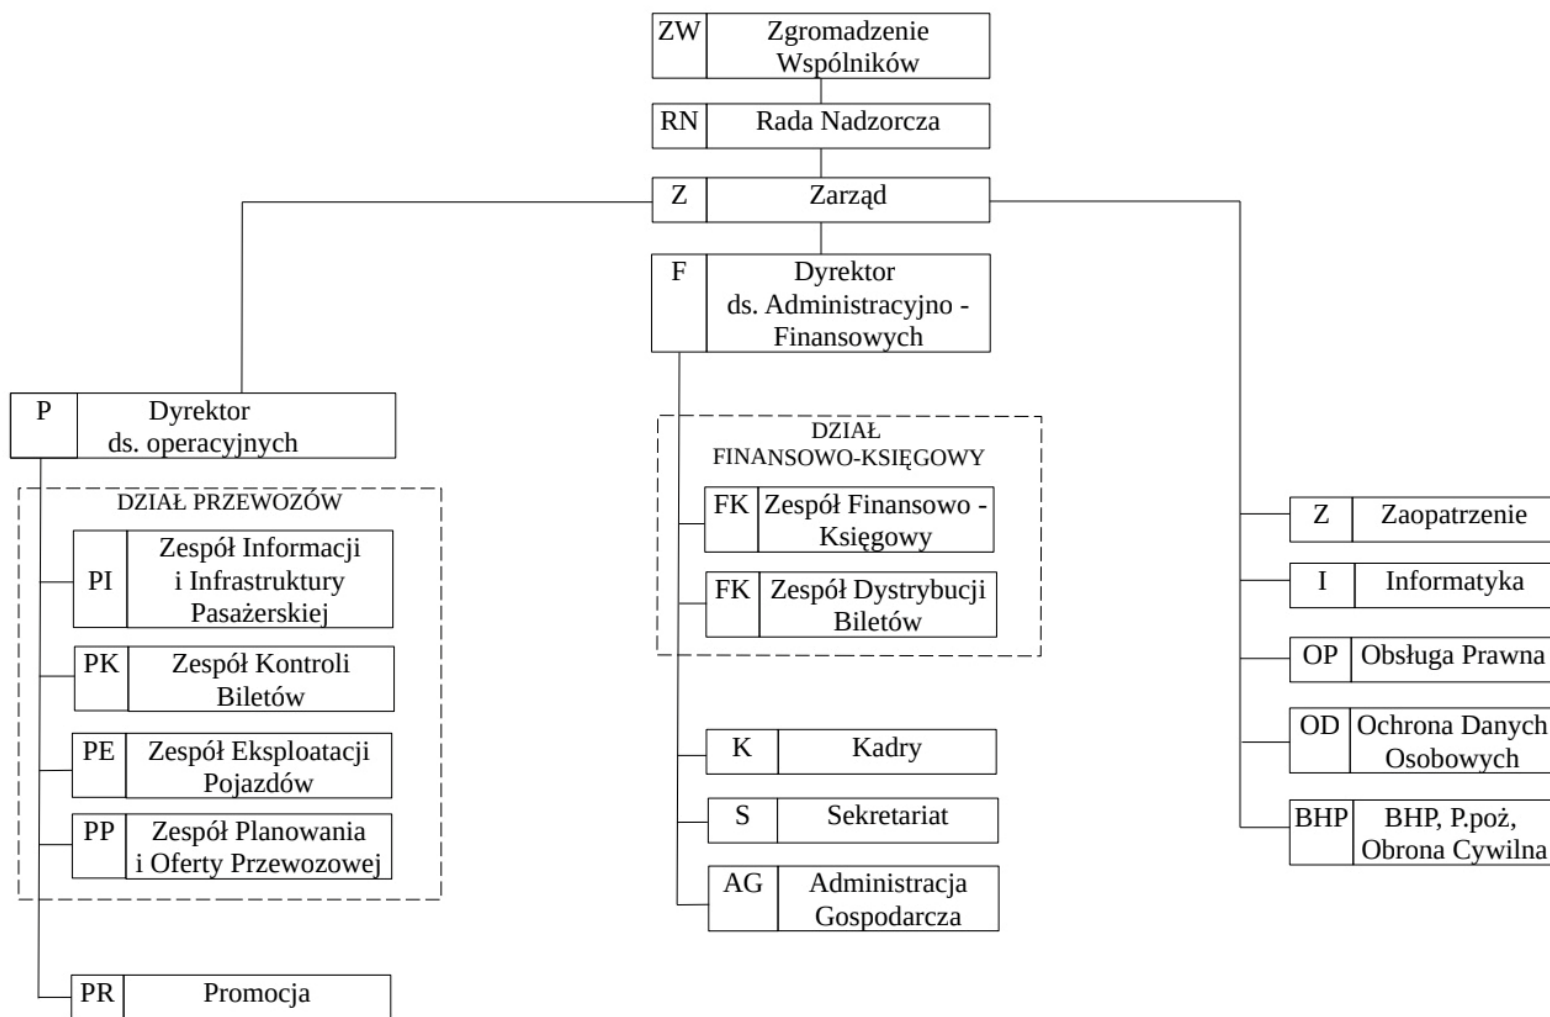 ZW Zgromadzenie
Wspólników
RN Rada Nadzorcza
Z Zarząd
F Dyrektor
ds. Administracyjno -
Finansowych
P Dyrektor
ds. operacyjnych
DZIAŁ PRZEWOZÓW
PI Zespół Informacji
i Infrastruktury
Pasażerskiej
PK Zespół Kontroli
Biletów
PE Zespół Eksploatacji
Pojazdów
PP Zespół Planowania
i Oferty Przewozowej
PR Promocja
DZIAŁ
FINANSOWO-KSIĘGOWY
FK Zespół Finansowo -
Księgowy
FK Zespół Dystrybucji
Biletów
K Kadry
S Sekretariat
AG Administracja
Gospodarcza
Z Zaopatrzenie
I Informatyka
OP Obsługa Prawna
OD Ochrona Danych
Osobowych
BHP BHP, P.poż,
Obrona Cywilna